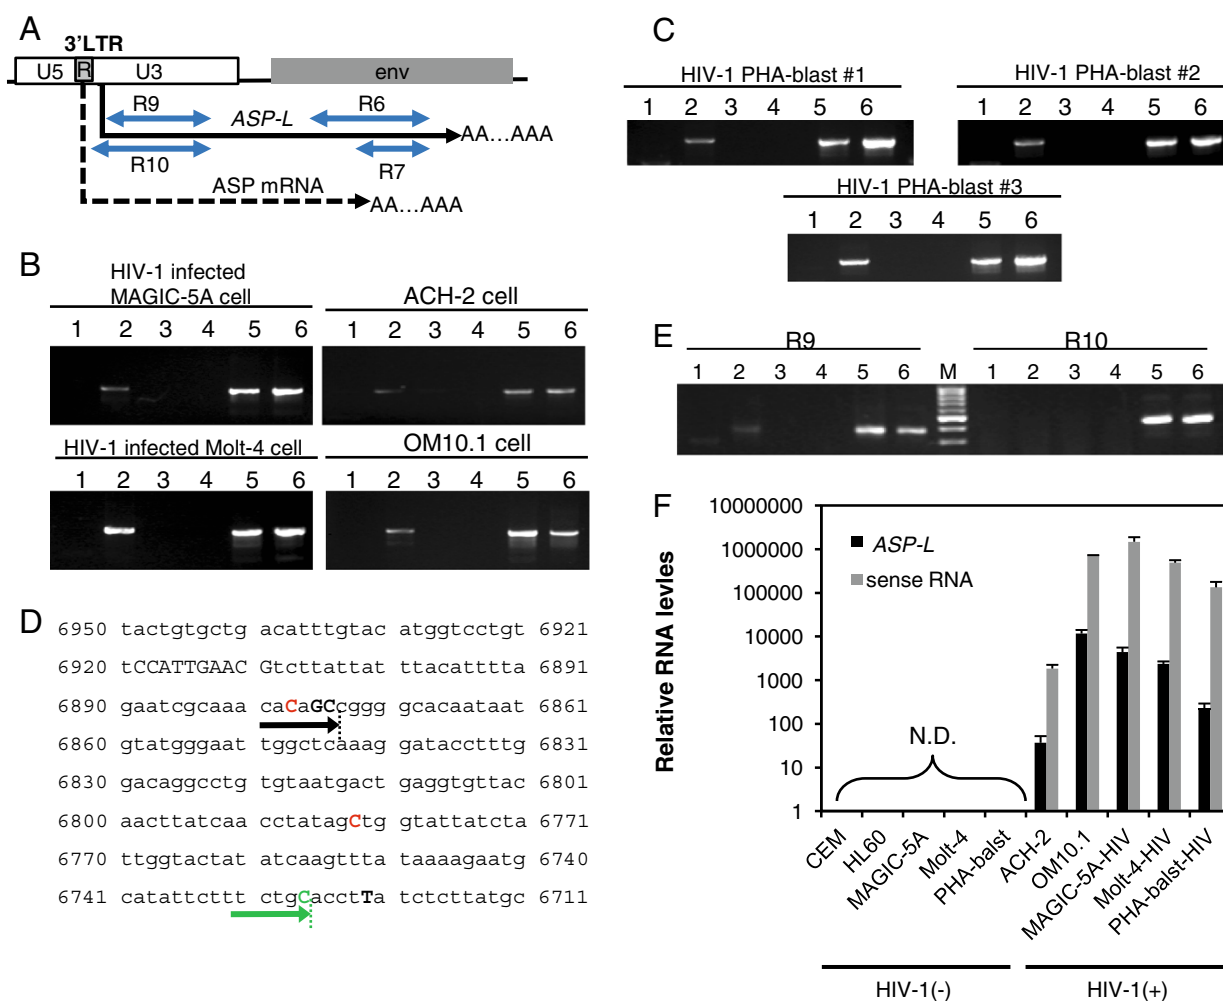 A
3'LTR
U5 R U3 env
R9 ASP-L R6
AA...AAA
R10 R7
ASP mRNA
AA...AAA
B
HIV-1 infected
MAGIC-5A cell
1 2 3 4 5 6
ACH-2 cell
1 2 3 4 5 6
HIV-1 infected Molt-4 cell
1 2 3 4 5 6
OM10.1 cell
1 2 3 4 5 6
C
HIV-1 PHA-blast #1
1 2 3 4 5 6
HIV-1 PHA-blast #2
1 2 3 4 5 6
HIV-1 PHA-blast #3
1 2 3 4 5 6
D
6950 tactgtgctg acatttgtac atggtcctgt 6921
6920 tCCATTGAAC Gtcttattat ttacatttta 6891
6890 gaatcgcaaa caCaGCcggg gcacaataat 6861
6860 gtatgggaat tggctcaaag gatacctttg 6831
6830 gacaggcctg tgtaatgact gaggtgttac 6801
6800 aacttatcaa cctatagCtg gtattatcta 6771
6770 ttggtactat atcaagttta taaaagaatg 6740
6741 catattcttt ctgCaccttTa tctcttatgc 6711
E
R9 R10
1 2 3 4 5 6 M 1 2 3 4 5 6
F
Relative RNA levles
10000000
1000000
100000
10000
1000
100
10
1
ASP-L
sense RNA
N.D.
CEM
HL60
MAGIC-5A
Molt-4
PHA-balst
ACH-2
OM10.1
MAGIC-5A-HIV
Molt-4-HIV
PHA-balst-HIV
HIV-1(-)
HIV-1(+)